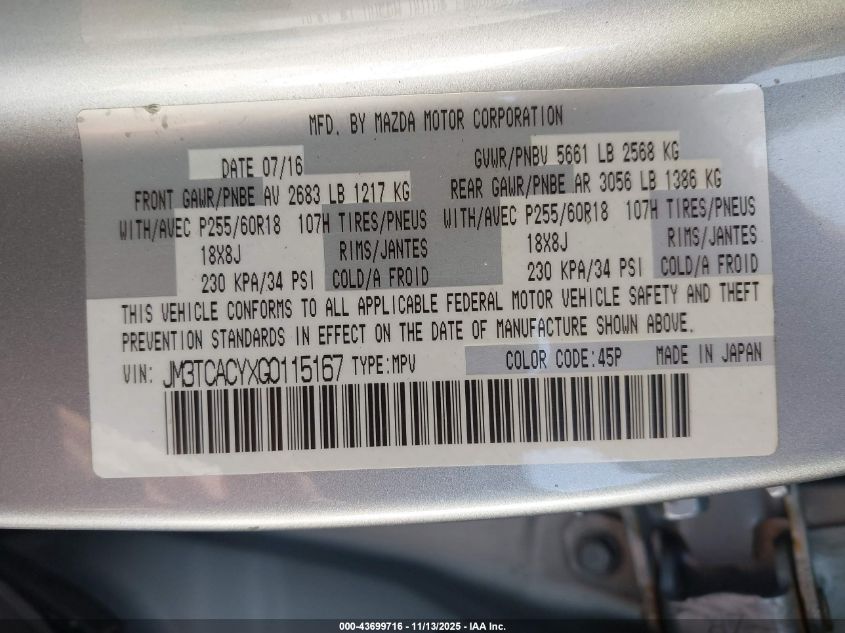 MFD. BY MAZDA MOTOR CORPORATION
DATE 07/16 GVWR/PNBV 5661 LB 2568 KG
FRONT GAWR/PNBE AV 2683 LB 1217 KG REAR GAWR/PNBE AR 3056 LB 1386 KG
WITH/AVEC P255/60R18 107H TIRES/PNEUS WITH/AVEC P255/60R18 107H TIRES/PNEUS
18X8J RIMS/JANTES 18X8J RIMS/JANTES
230 KPA/34 PSI COLD/A FROID 230 KPA/34 PSI COLD/A FROID
THIS VEHICLE CONFORMS TO ALL APPLICABLE FEDERAL MOTOR VEHICLE SAFETY AND THEFT
PREVENTION STANDARDS IN EFFECT ON THE DATE OF MANUFACTURE SHOWN ABOVE.
VIN: JM3TCACYXG0115167 TYPE:MPV COLOR CODE:45P MADE IN JAPAN
000-43699716 - 11/13/2025 - IAA Inc.